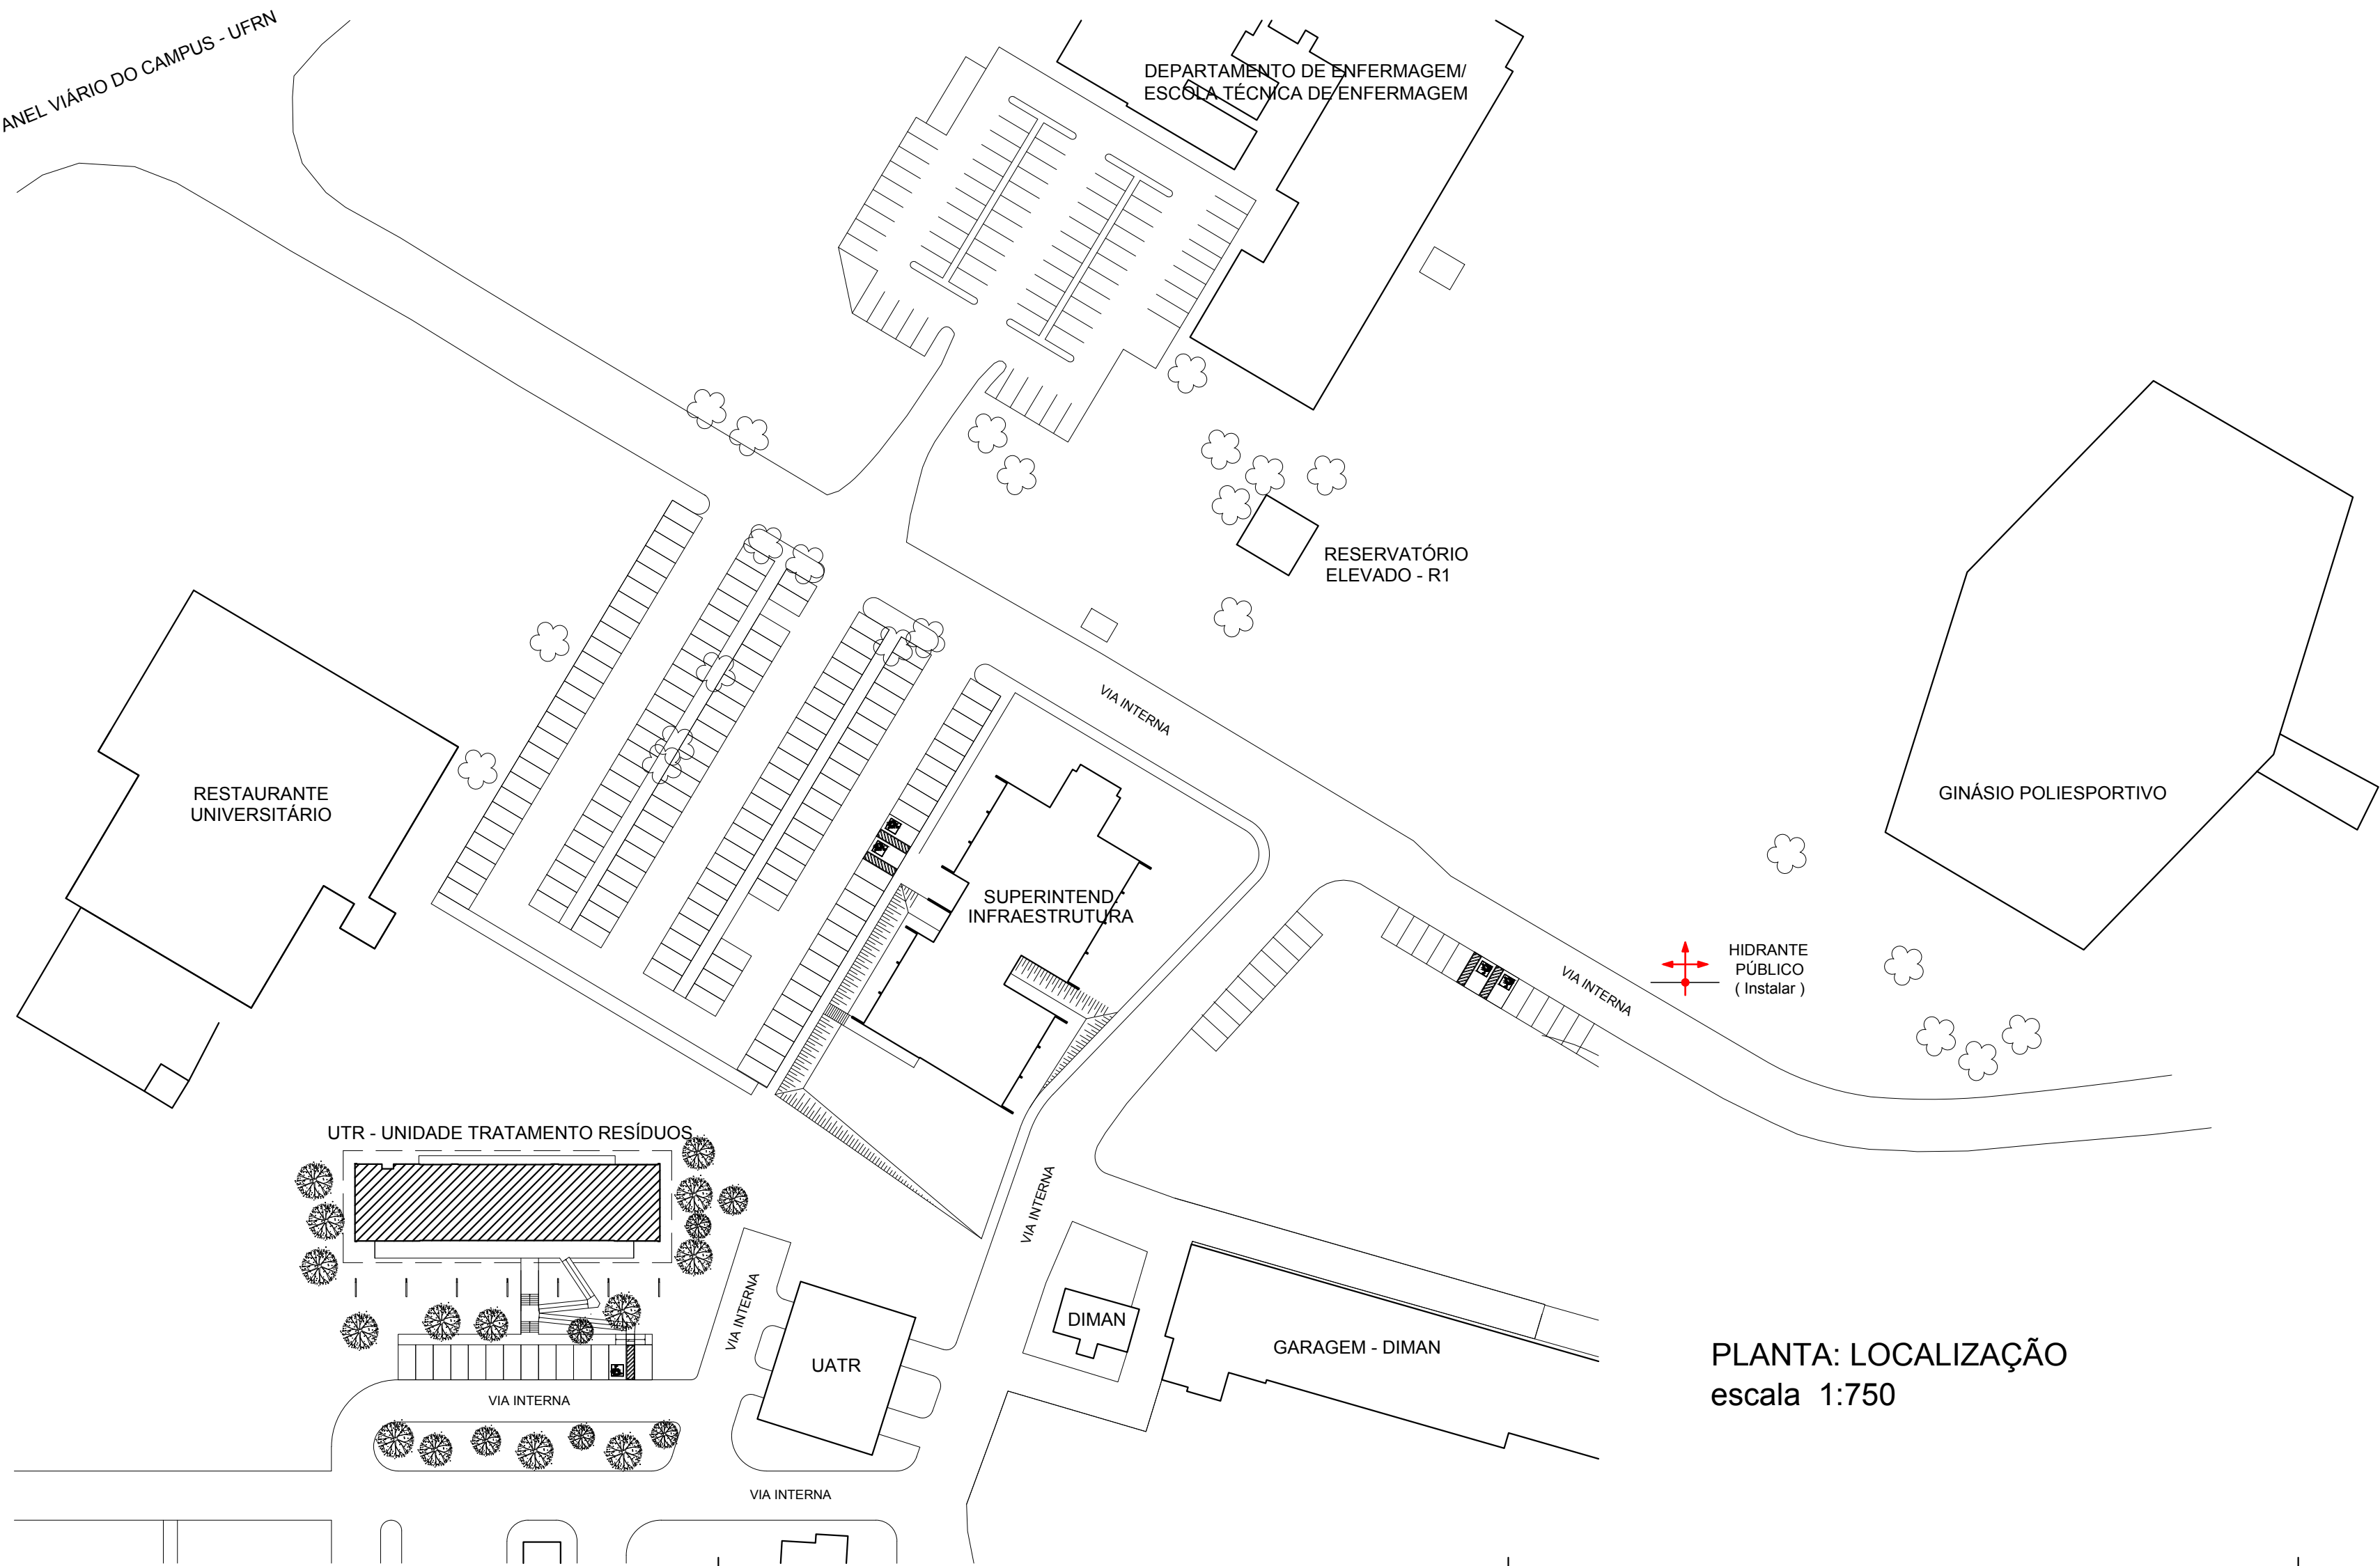 ANEL VIÁRIO DO CAMPUS - UFRN
DEPARTAMENTO DE ENFERMAGEM/
ESCOLA TÉCNICA DE ENFERMAGEM
RESERVATÓRIO
ELEVADO - R1
VIA INTERNA
RESTAURANTE
UNIVERSITÁRIO
GINÁSIO POLIESPORTIVO
SUPERINTEND.
INFRAESTRUTURA
HIDRANTE
PÚBLICO
( Instalar )
VIA INTERNA
UTR - UNIDADE TRATAMENTO RESÍDUOS
VIA INTERNA
VIA INTERNA
DIMAN
GARAGEM - DIMAN
UATR
VIA INTERNA
VIA INTERNA
PLANTA: LOCALIZAÇÃO
escala 1:750